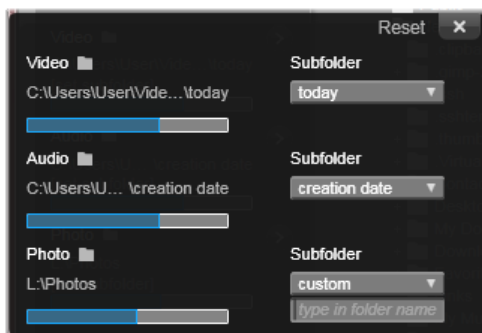 Reset
Video
Subfolder
C:\Users\User\Vide...\today
today
Audio
Subfolder
C:\Users\U... \creation date
creation date
Photo
Subfolder
L:\Photos
custom
type in folder name